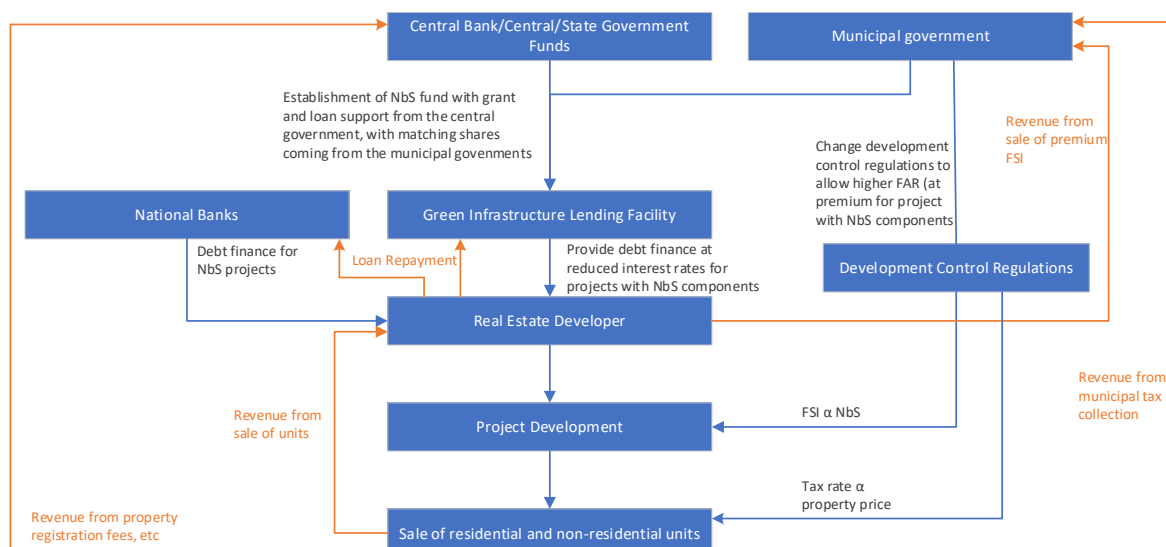 Central Bank/Central/State Government
Funds
Municipal government
Establishment of NbS fund with grant
and loan support from the central
government, with matching shares
coming from the municipal govenments
Revenue from
sale of premium
FSI
Change development
control regulations to
allow higher FAR (at
premium for project
with NbS components
National Banks
Green Infrastructure Lending Facility
Debt finance for
NbS projects
Loan Repayment
Provide debt finance at
reduced interest rates for
projects with NbS components
Development Control Regulations
Real Estate Developer
Revenue from
municipal tax
collection
Revenue from
sale of units
Project Development
FSI α NbS
Tax rate α
property price
Revenue from property
registration fees, etc
Sale of residential and non-residential units